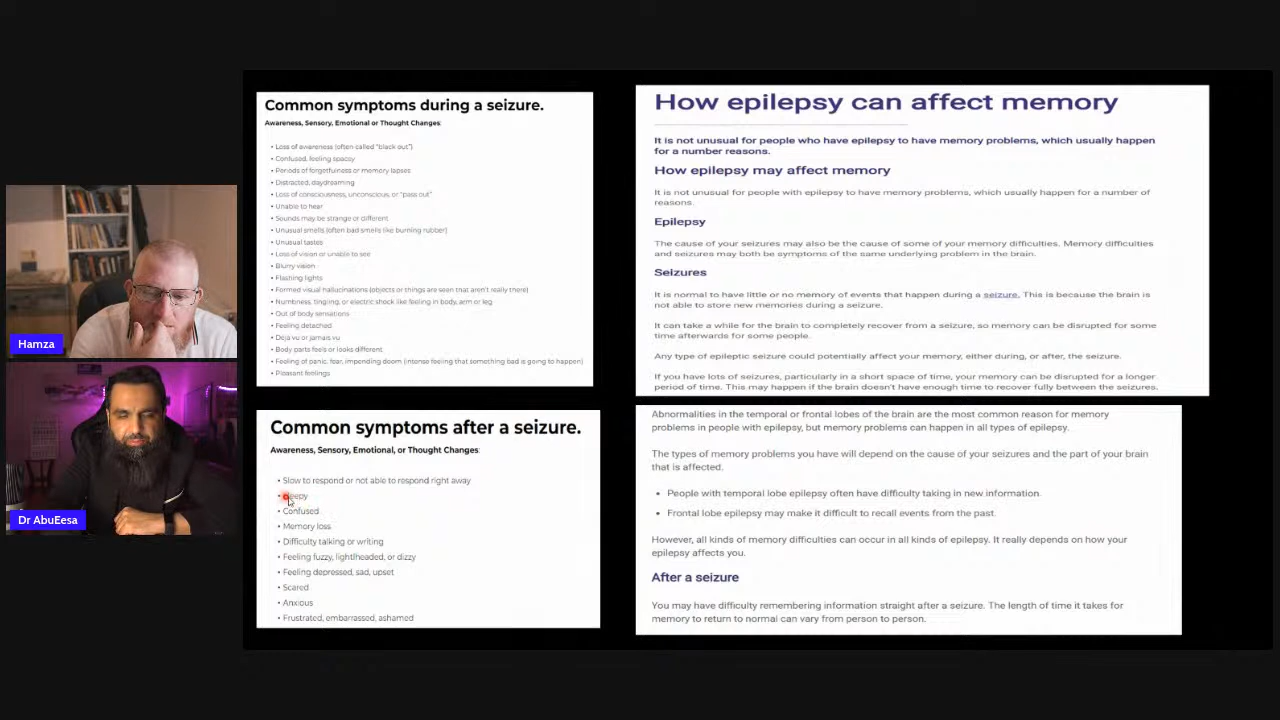 Common symptoms during a seizure.
Awareness, Sensory, Emotional or Thought Changes:
• Loss of awareness (often called "black out")
• Confused, feeling spacey
• Periods of forgetfulness or memory lapses
• Distracted, daydreaming
• Loss of consciousness, unconscious, or "pass out"
• Unable to hear
• Sounds may be strange or different
• Unusual smells (often bad smells like burning rubber)
• Unusual tastes
• Loss of vision or unable to see
• Blurry vision
• Flashing lights
• Formed visual hallucinations (objects or things are seen that aren't really there)
• Numbness, tingling, or electric shock like feeling in body, arm or leg
• Out of body sensations
• Feeling detached
• Déjà vu or jamais vu
• Body parts feels or looks different
• Feeling of panic, fear, impending doom (intense feeling that something bad is going to happen)
• Pleasant feelings
How epilepsy can affect memory
It is not unusual for people who have epilepsy to have memory problems, which usually happen
for a number reasons.
How epilepsy may affect memory
It is not unusual for people with epilepsy to have memory problems, which usually happen for a number of
reasons.
Epilepsy
The cause of your seizures may also be the cause of some of your memory difficulties. Memory difficulties
and seizures may both be symptoms of the same underlying problem in the brain.
Seizures
It is normal to have little or no memory of events that happen during a seizure. This is because the brain is
not able to store new memories during a seizure.
It can take a while for the brain to completely recover from a seizure, so memory can be disrupted for some
time afterwards for some people.
Any type of epileptic seizure could potentially affect your memory, either during, or after, the seizure.
If you have lots of seizures, particularly in a short space of time, your memory can be disrupted for a longer
period of time. This may happen if the brain doesn't have enough time to recover fully between the seizures.
Hamza
Dr AbuEesa
Common symptoms after a seizure.
Awareness, Sensory, Emotional, or Thought Changes:
• Slow to respond or not able to respond right away
• Sleepy
• Confused
• Memory loss
• Difficulty talking or writing
• Feeling fuzzy, lightheaded, or dizzy
• Feeling depressed, sad, upset
• Scared
• Anxious
• Frustrated, embarrassed, ashamed
Abnormalities in the temporal or frontal lobes of the brain are the most common reason for memory
problems in people with epilepsy, but memory problems can happen in all types of epilepsy.
The types of memory problems you have will depend on the cause of your seizures and the part of your brain
that is affected.
• People with temporal lobe epilepsy often have difficulty taking in new information.
• Frontal lobe epilepsy may make it difficult to recall events from the past.
However, all kinds of memory difficulties can occur in all kinds of epilepsy. It really depends on how your
epilepsy affects you.
After a seizure
You may have difficulty remembering information straight after a seizure. The length of time it takes for
memory to return to normal can vary from person to person.